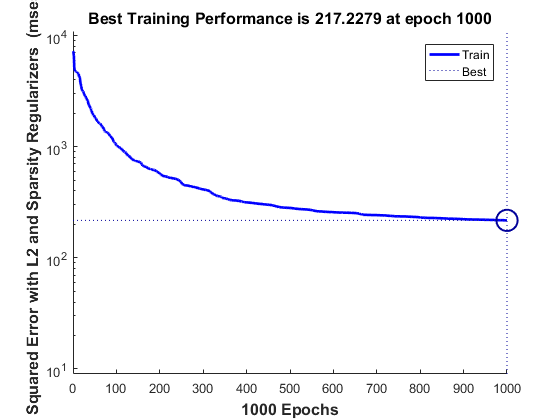 Best Training Performance is 217.2279 at epoch 1000
Squared Error with L2 and Sparsity Regularizers (mse
10^4
10^3
10^2
10^1
Train
Best
0 100 200 300 400 500 600 700 800 900 1000
1000 Epochs